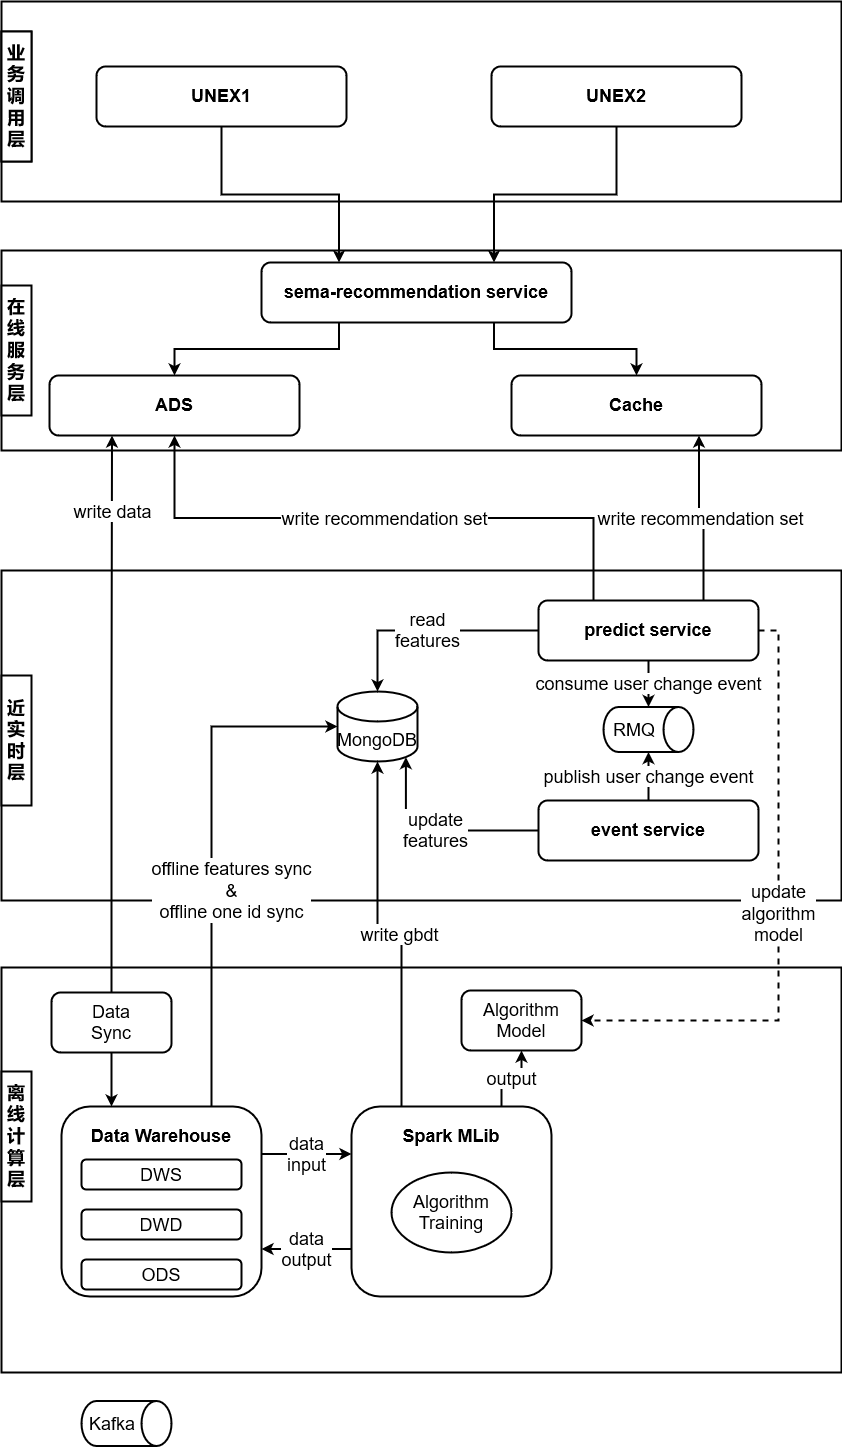 业
务
调
用
层
UNEX1
UNEX2
在
线
服
务
层
sema-recommendation service
ADS
Cache
write data
write recommendation set
write recommendation set
近
实
时
层
read
features
predict service
consume user change event
MongoDB
RMQ
publish user change event
update
features
event service
offline features sync
&
offline one id sync
write gbdt
update
algorithm
model
离
线
计
算
层
Data
Sync
Algorithm
Model
output
Data Warehouse
DWS
DWD
ODS
data
input
data
output
Spark MLib
Algorithm
Training
Kafka